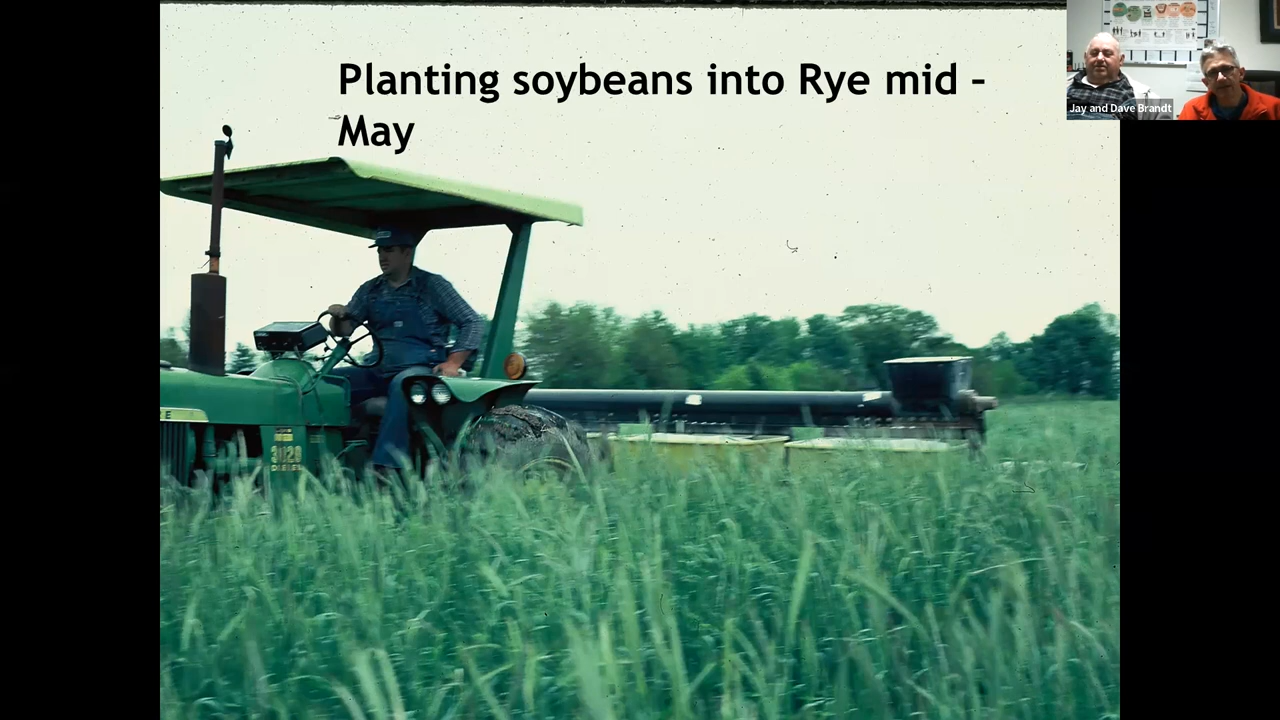 Planting soybeans into Rye mid –
May
Jay and Dave Brandt
E
3020
DIESEL